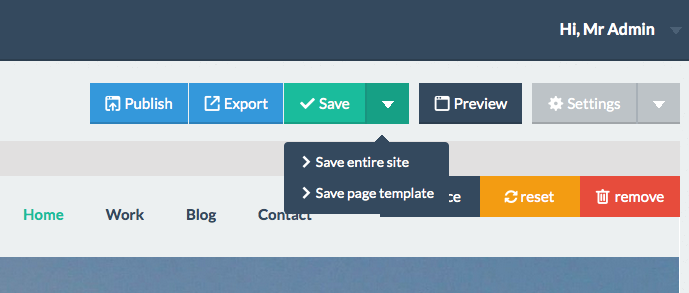 Hi, Mr Admin
Publish Export Save Preview Settings
Save entire site
Save page template
Home Work Blog Contact reset remove